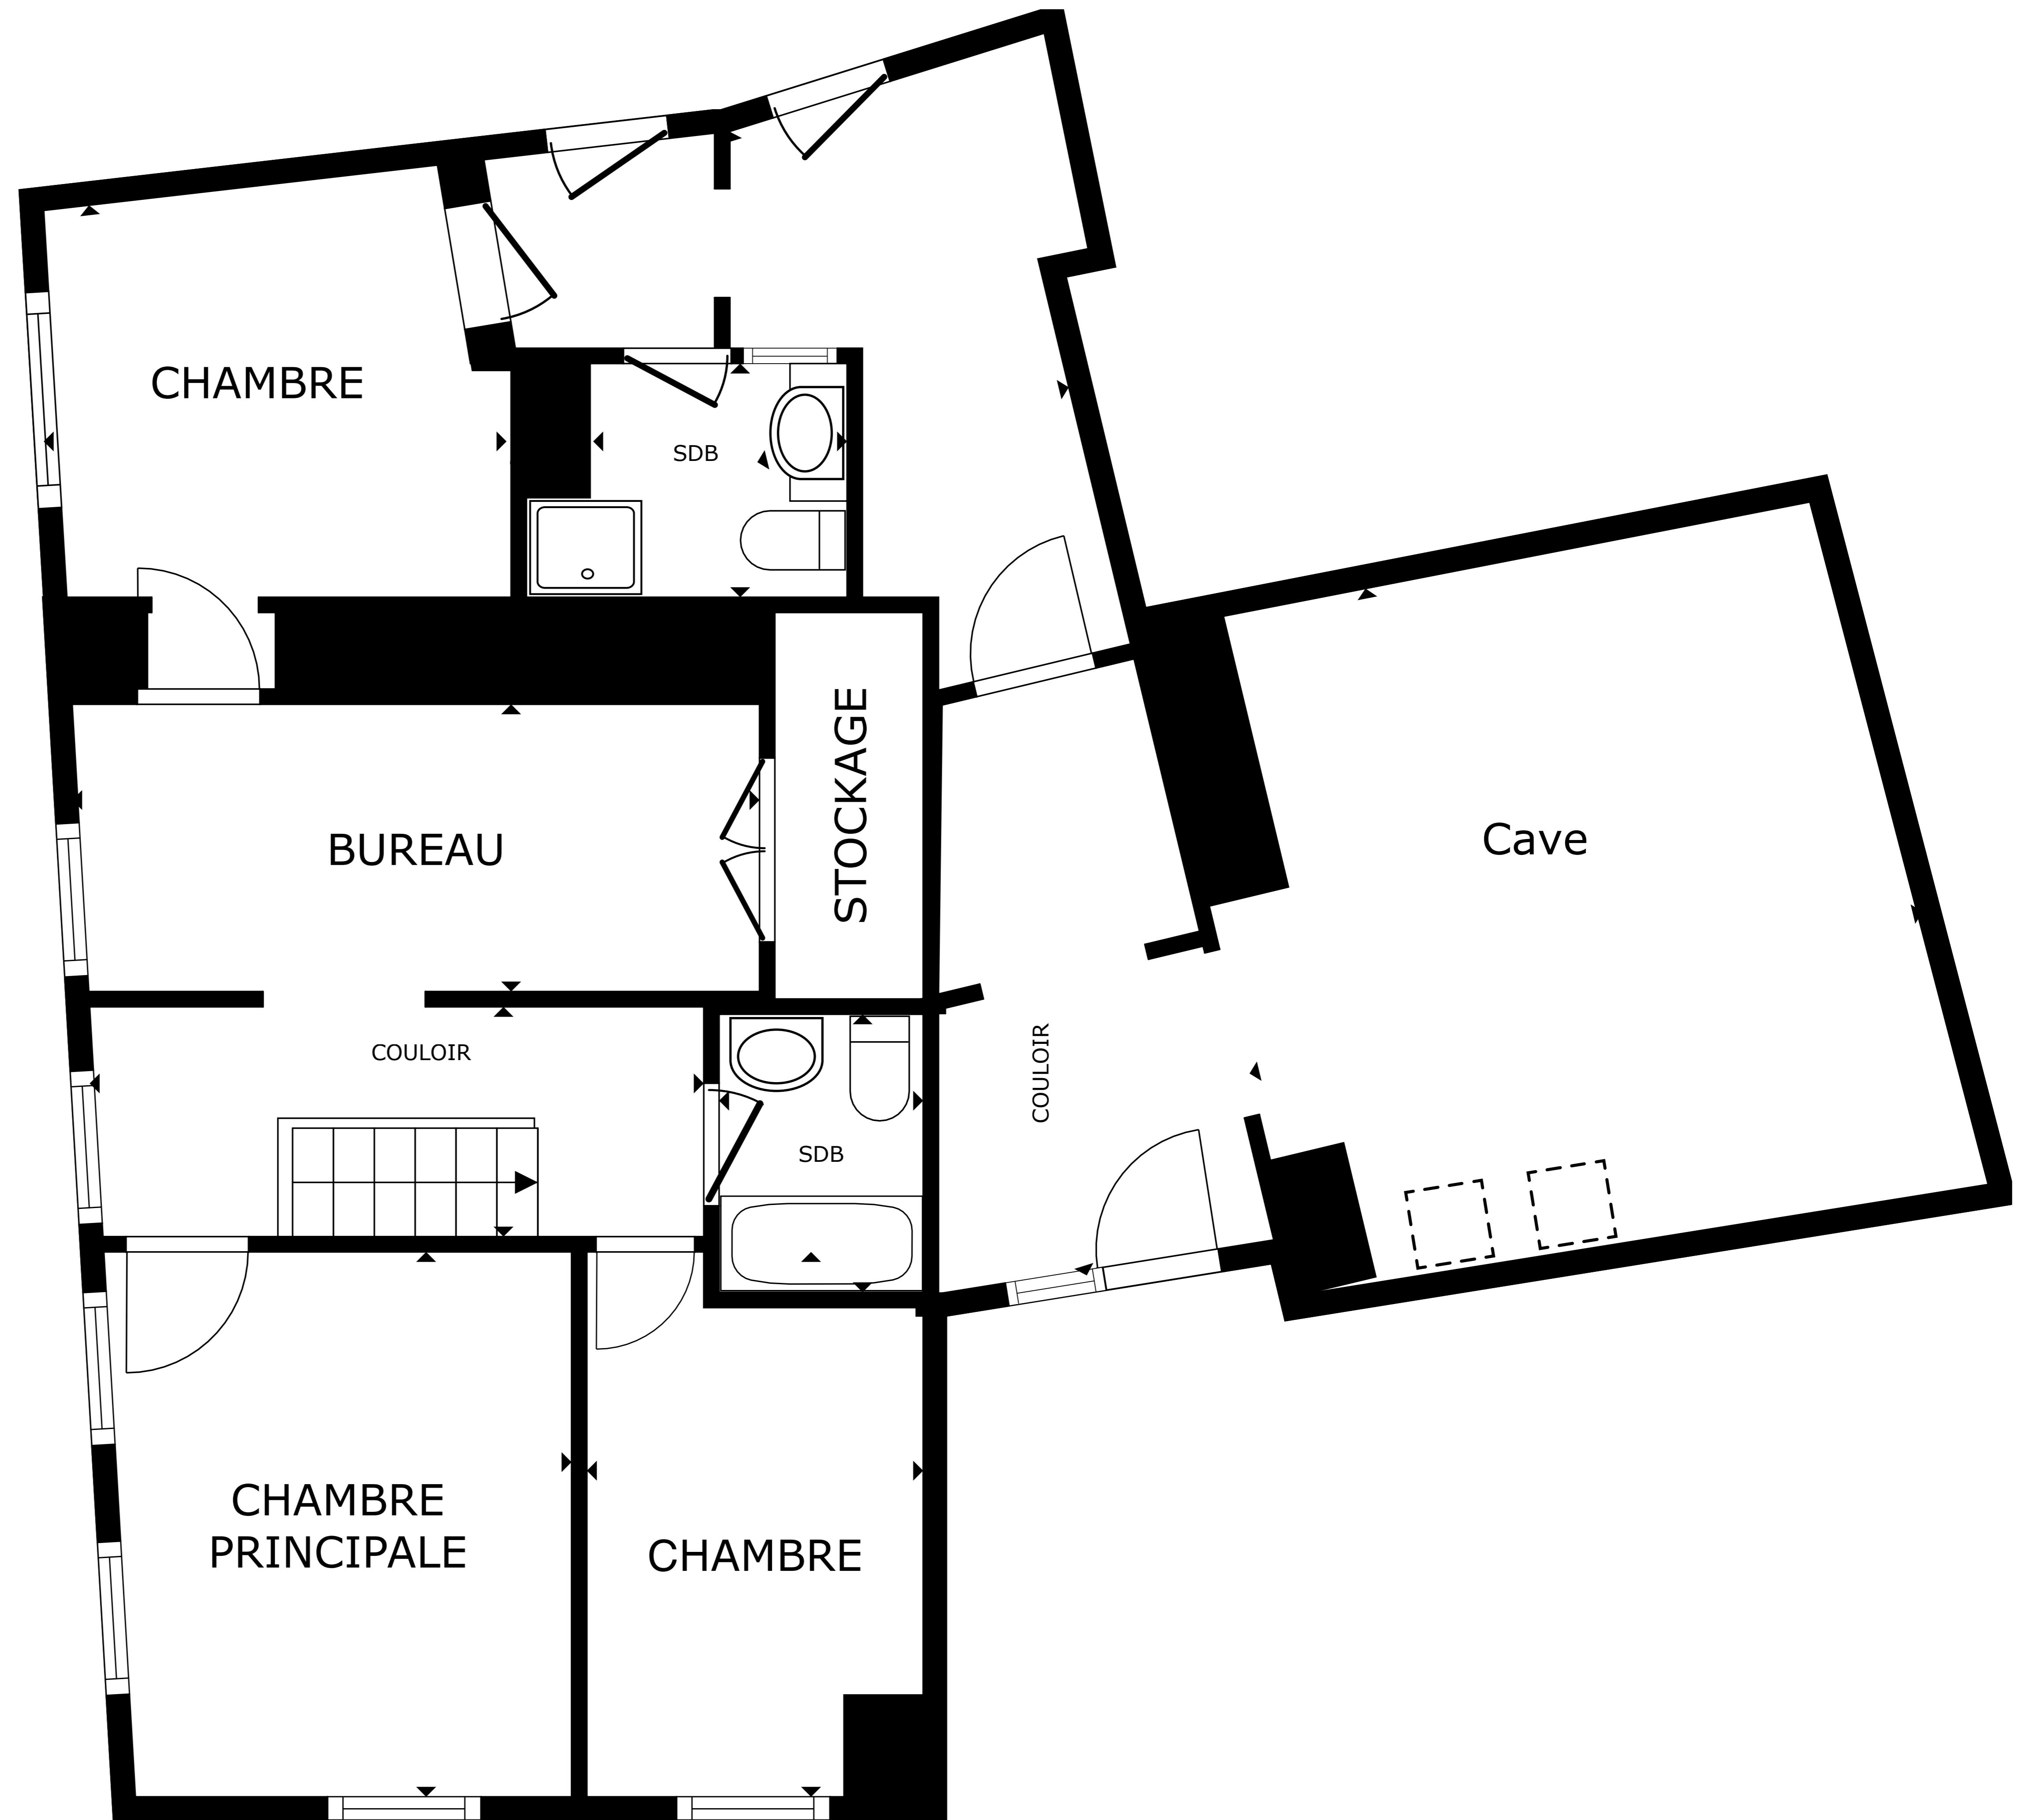 CHAMBRE
SDB
STOCKAGE
BUREAU
Cave
COULOIR
COULOIR
SDB
CHAMBRE
PRINCIPALE
CHAMBRE